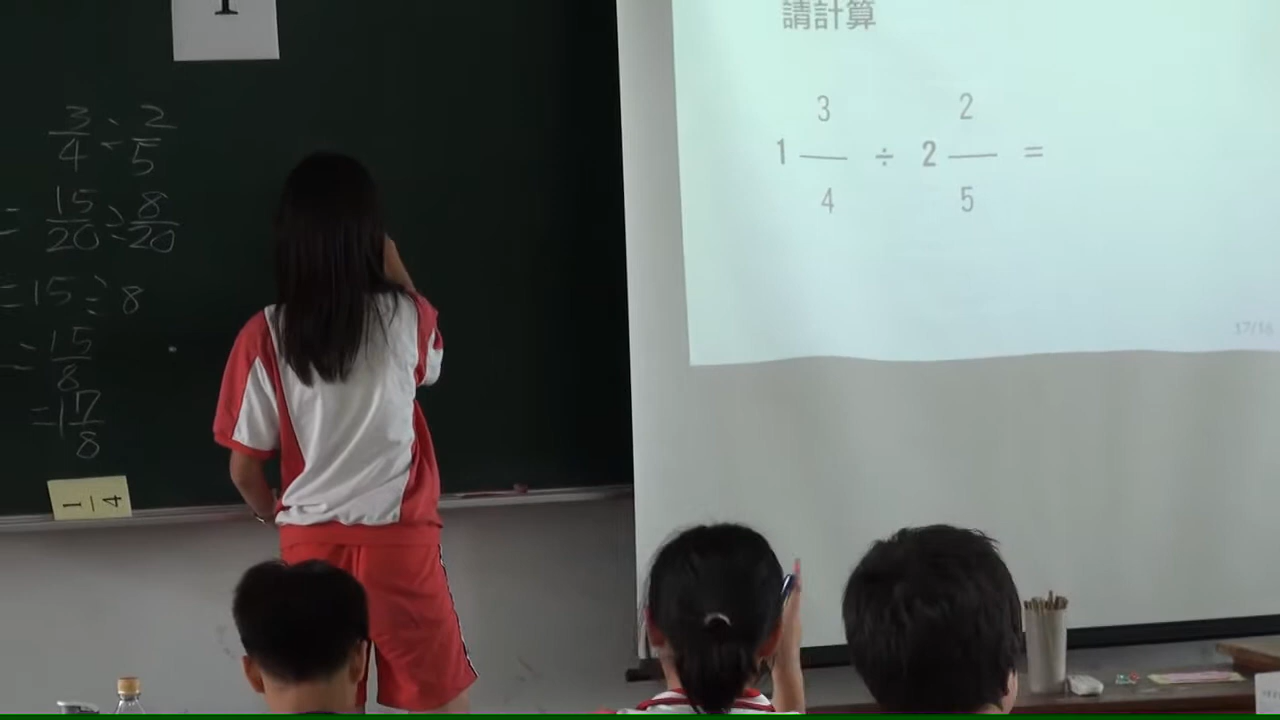 1
3/4 ÷ 2/5
= 15/20 ÷ 8/20
= 15 ÷ 8
= 15/8
= 1 7/8
1/4
請計算
1 3/4 ÷ 2 2/5 =